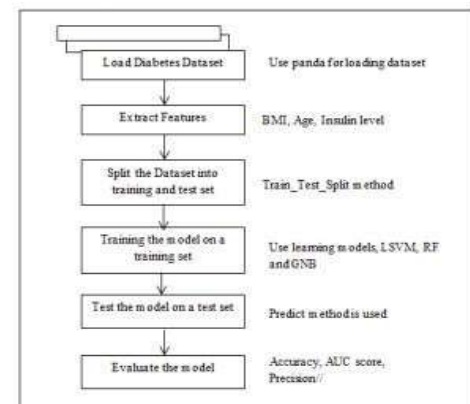 Load Diabetes Dataset
Use panda for loading dataset
Extract Features
BMI, Age, Insulin level
Split the Dataset into
training and test set
Train_Test_Split method
Training the model on a
training set
Use learning models, LSVM, RF
and GNB
Test the model on a test set
Predict method is used
Evaluate the model
Accuracy, AUC score,
Precision//